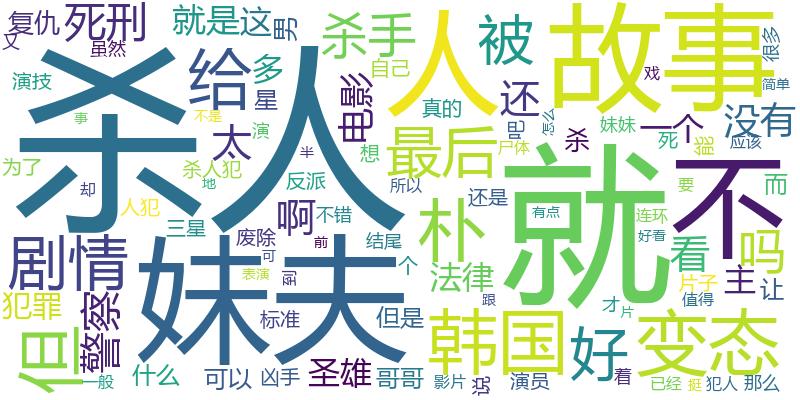 复仇
死刑
就是
这
男
杀手
被
人
故事
很多
又
虽然
演技
给
多
星
自己
电影
真的
还
戏
简单
杀人
事
不是
演
太
想
最后
吧
怎么
尸体
杀
妹妹
死
一个
能
没有
应该
为了
却
杀人犯
地
半
反派
所以
就
不
要
而
人犯
三星
啊
不错
前
结尾
朴
还是
有点
连环
好看
看
吗
剧情
妹夫
废除
可
表演
到
个
法律
跟
才
片
片子
值得
主
让
犯罪
警察
标准
但是
韩国
好
变态
但
一般
什么
可以
凶手
圣雄
哥哥
影片
说
演员
着
已经
挺
犯人
那么